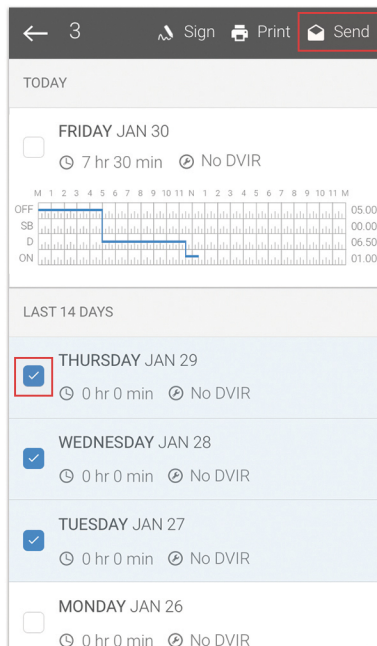 3 Sign Print Send
TODAY
FRIDAY JAN 30
7 hr 30 min No DVIR
M 1 2 3 4 5 6 7 8 9 10 11 N 1 2 3 4 5 6 7 8 9 10 11 M
OFF 05.00
SB 00.00
D 06.50
ON 01.00
LAST 14 DAYS
THURSDAY JAN 29
0 hr 0 min No DVIR
WEDNESDAY JAN 28
0 hr 0 min No DVIR
TUESDAY JAN 27
0 hr 0 min No DVIR
MONDAY JAN 26
0 hr 0 min No DVIR